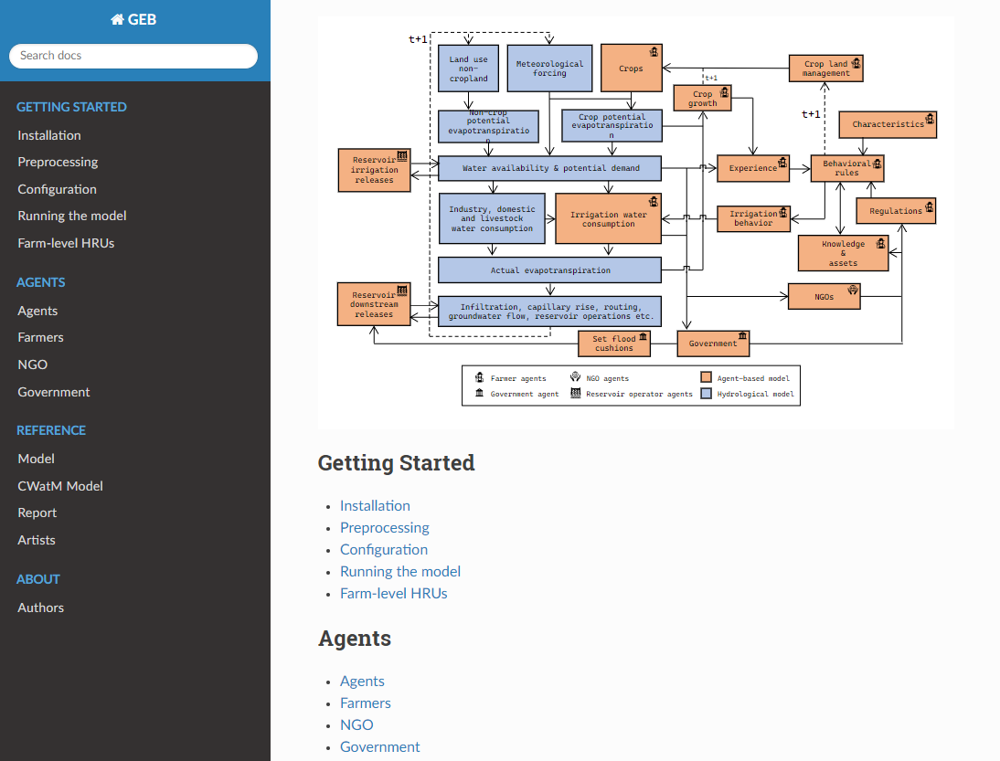 GEB
Search docs
GETTING STARTED
Installation
Preprocessing
Configuration
Running the model
Farm-level HRUs
AGENTS
Agents
Farmers
NGO
Government
REFERENCE
Model
CWatM Model
Report
Artists
ABOUT
Authors
t+1
Land use
non-
cropland
Meteorological
forcing
Crops
Crop land
management
t+1
Crop
growth
t+1
Non-crop
potential
evapotranspiratio
n
Crop potential
evapotranspiratio
n
Characteristics
Reservoir
irrigation
releases
Water availability & potential demand
Experience
Behavioral
rules
Industry, domestic
and livestock
water consumption
Irrigation water
consumption
Irrigation
behavior
Regulations
Knowledge
&
assets
Actual evapotranspiration
Reservoir
downstream
releases
Infiltration, capillary rise, routing,
groundwater flow, reservoir operations etc.
NGOs
Set flood
cushions
Government
Farmer agents
NGO agents
Agent-based model
Government agent
Reservoir operator agents
Hydrological model
Getting Started
Installation
Preprocessing
Configuration
Running the model
Farm-level HRUs
Agents
Agents
Farmers
NGO
Government